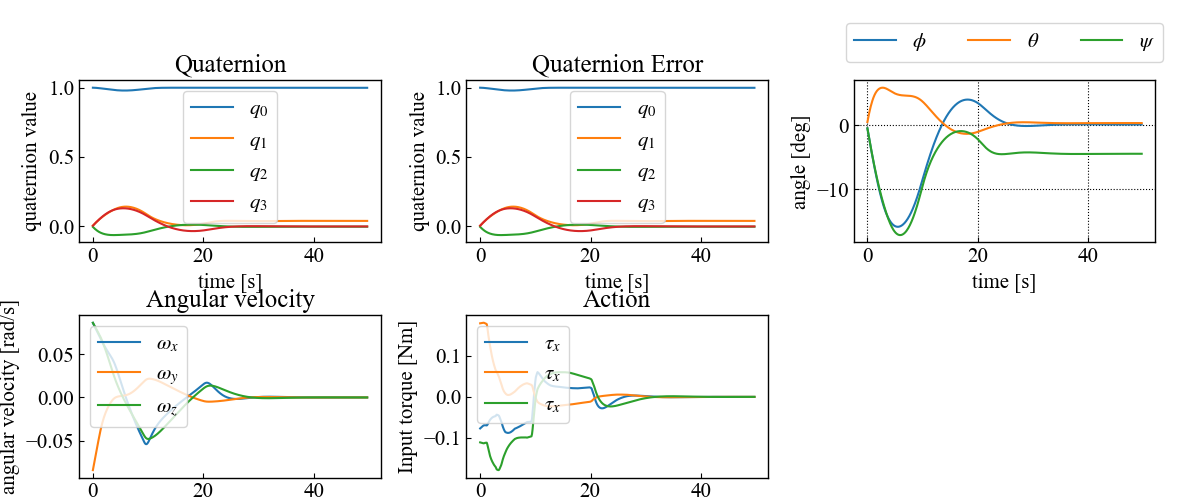 ϕ θ ψ
Quaternion
quaternion value
1.0
0.5
0.0
q₀
q₁
q₂
q₃
0 20 40
time [s]
Quaternion Error
quaternion value
1.0
0.5
0.0
q₀
q₁
q₂
q₃
0 20 40
time [s]
angle [deg]
0
−10
0 20 40
time [s]
Angular velocity
angular velocity [rad/s]
0.05
0.00
−0.05
ωₓ
ω_y
ω_z
0 20 40
Action
Input torque [Nm]
0.1
0.0
−0.1
τₓ
τₓ
τₓ
0 20 40